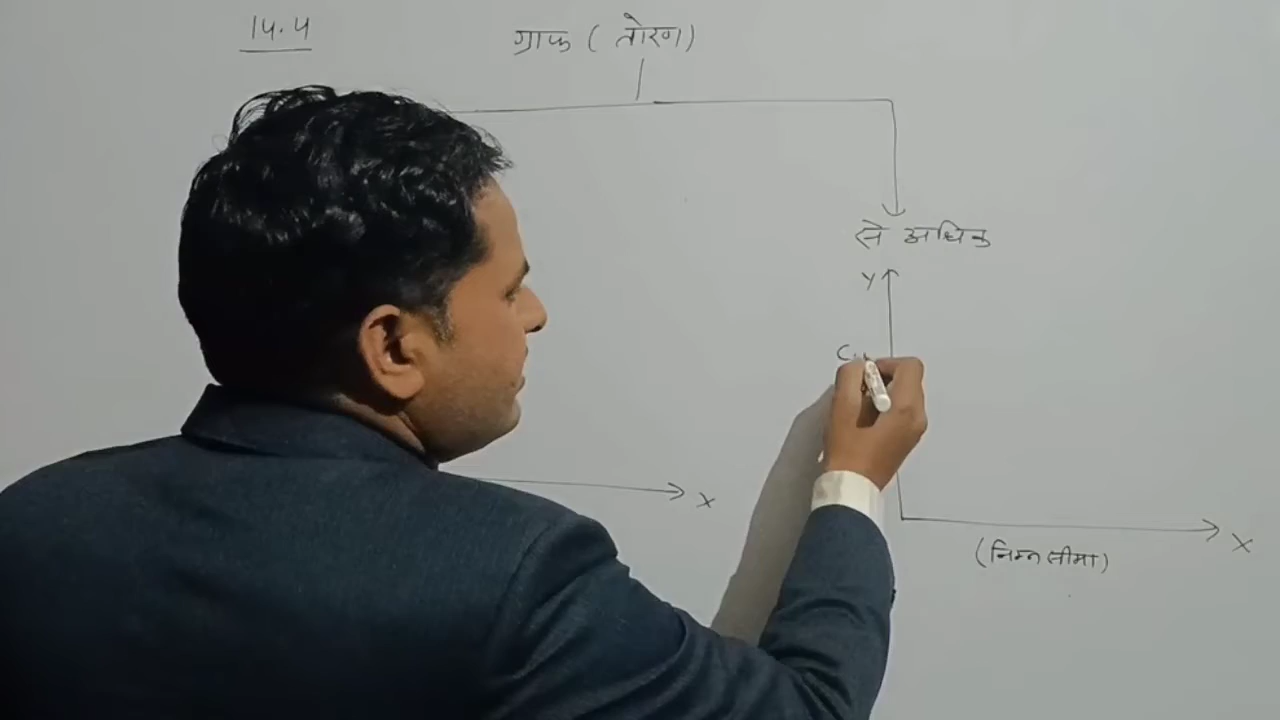 14.4
ग्राफ ( तोरण)
से अधिक
Y
C.
X
X
(निम्न सीमा)